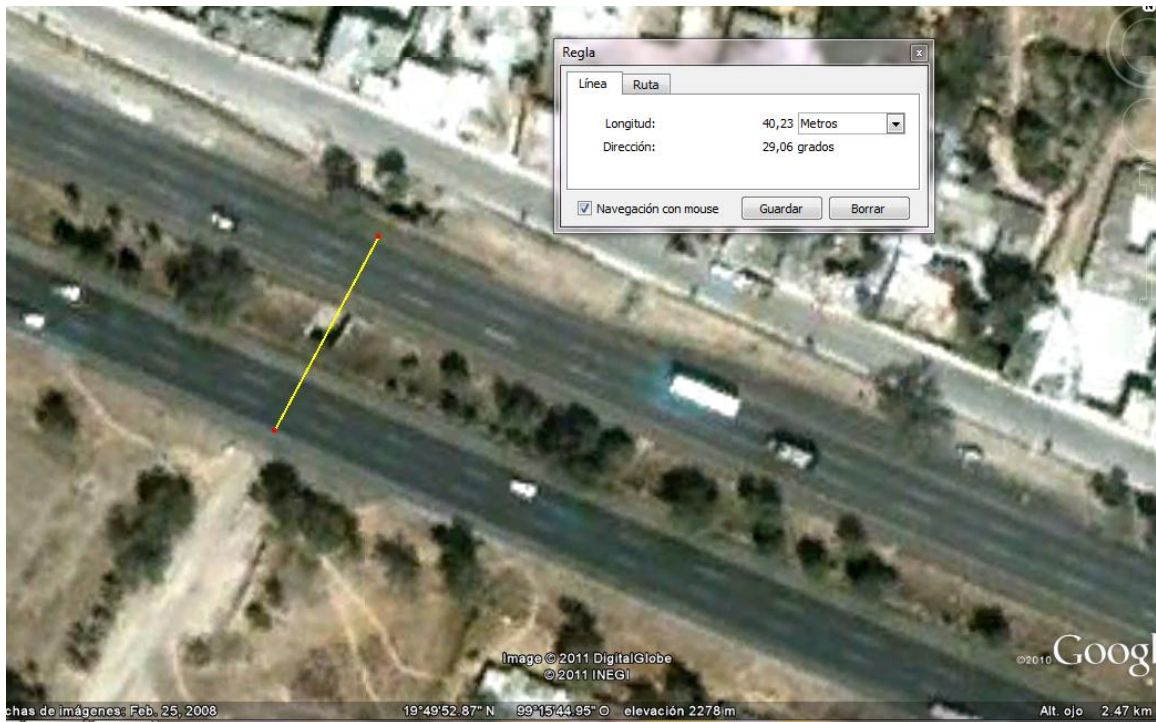 N
Regla
Línea Ruta
Longitud: 40,23 Metros
Dirección: 29,06 grados
Navegación con mouse Guardar Borrar
Image © 2011 DigitalGlobe
© 2011 INEGI
©2010 Googl
chas de imágenes: Feb, 25, 2008 19°49'52.87" N 99°15'44.95" O elevación 2278 m Alt. ojo 2.47 km